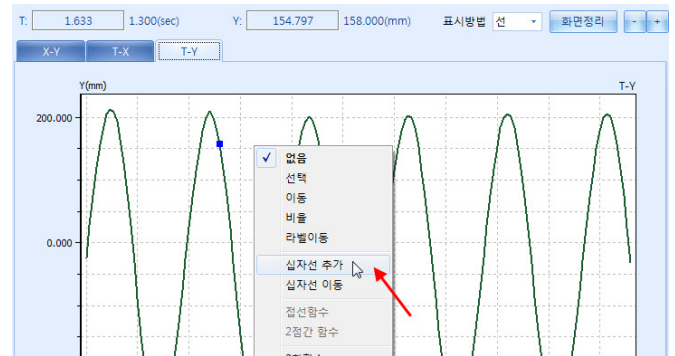 T: 1.633 1.300(sec) Y: 154.797 158.000(mm) 표시방법 선 화면정리 - +
X-Y T-X T-Y
Y(mm) T-Y
200.000
0.000
없음
선택
이동
비율
라벨이동
십자선 추가
십자선 이동
접선함수
2점간 함수